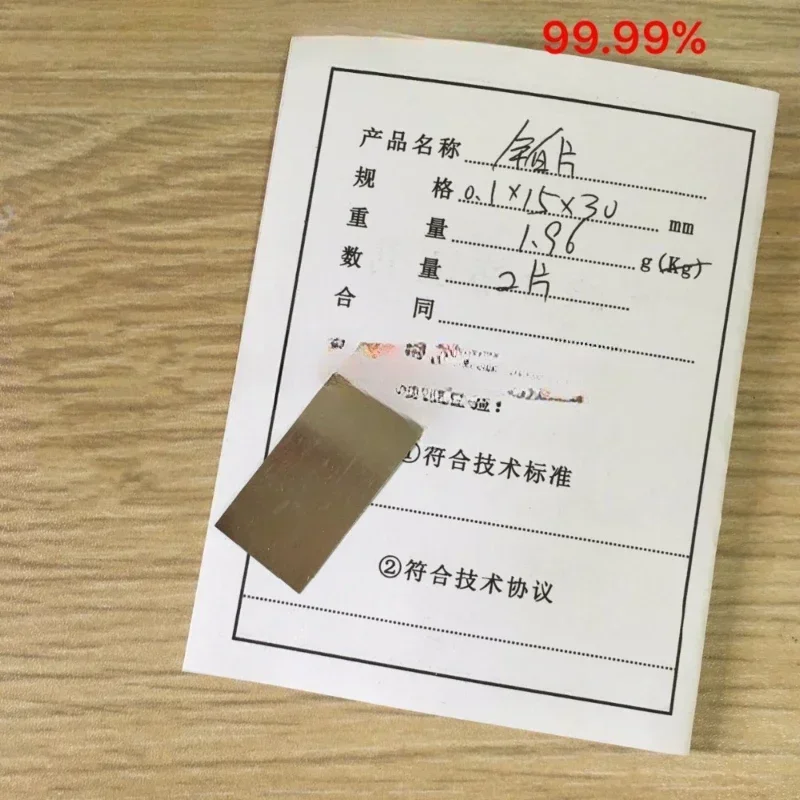 99.99%
产品名称 铂片
规 格 0.1×15×30 mm
重 量 1.96 g(Kg)
数 量 2片
合 同
验：
①符合技术标准
②符合技术协议